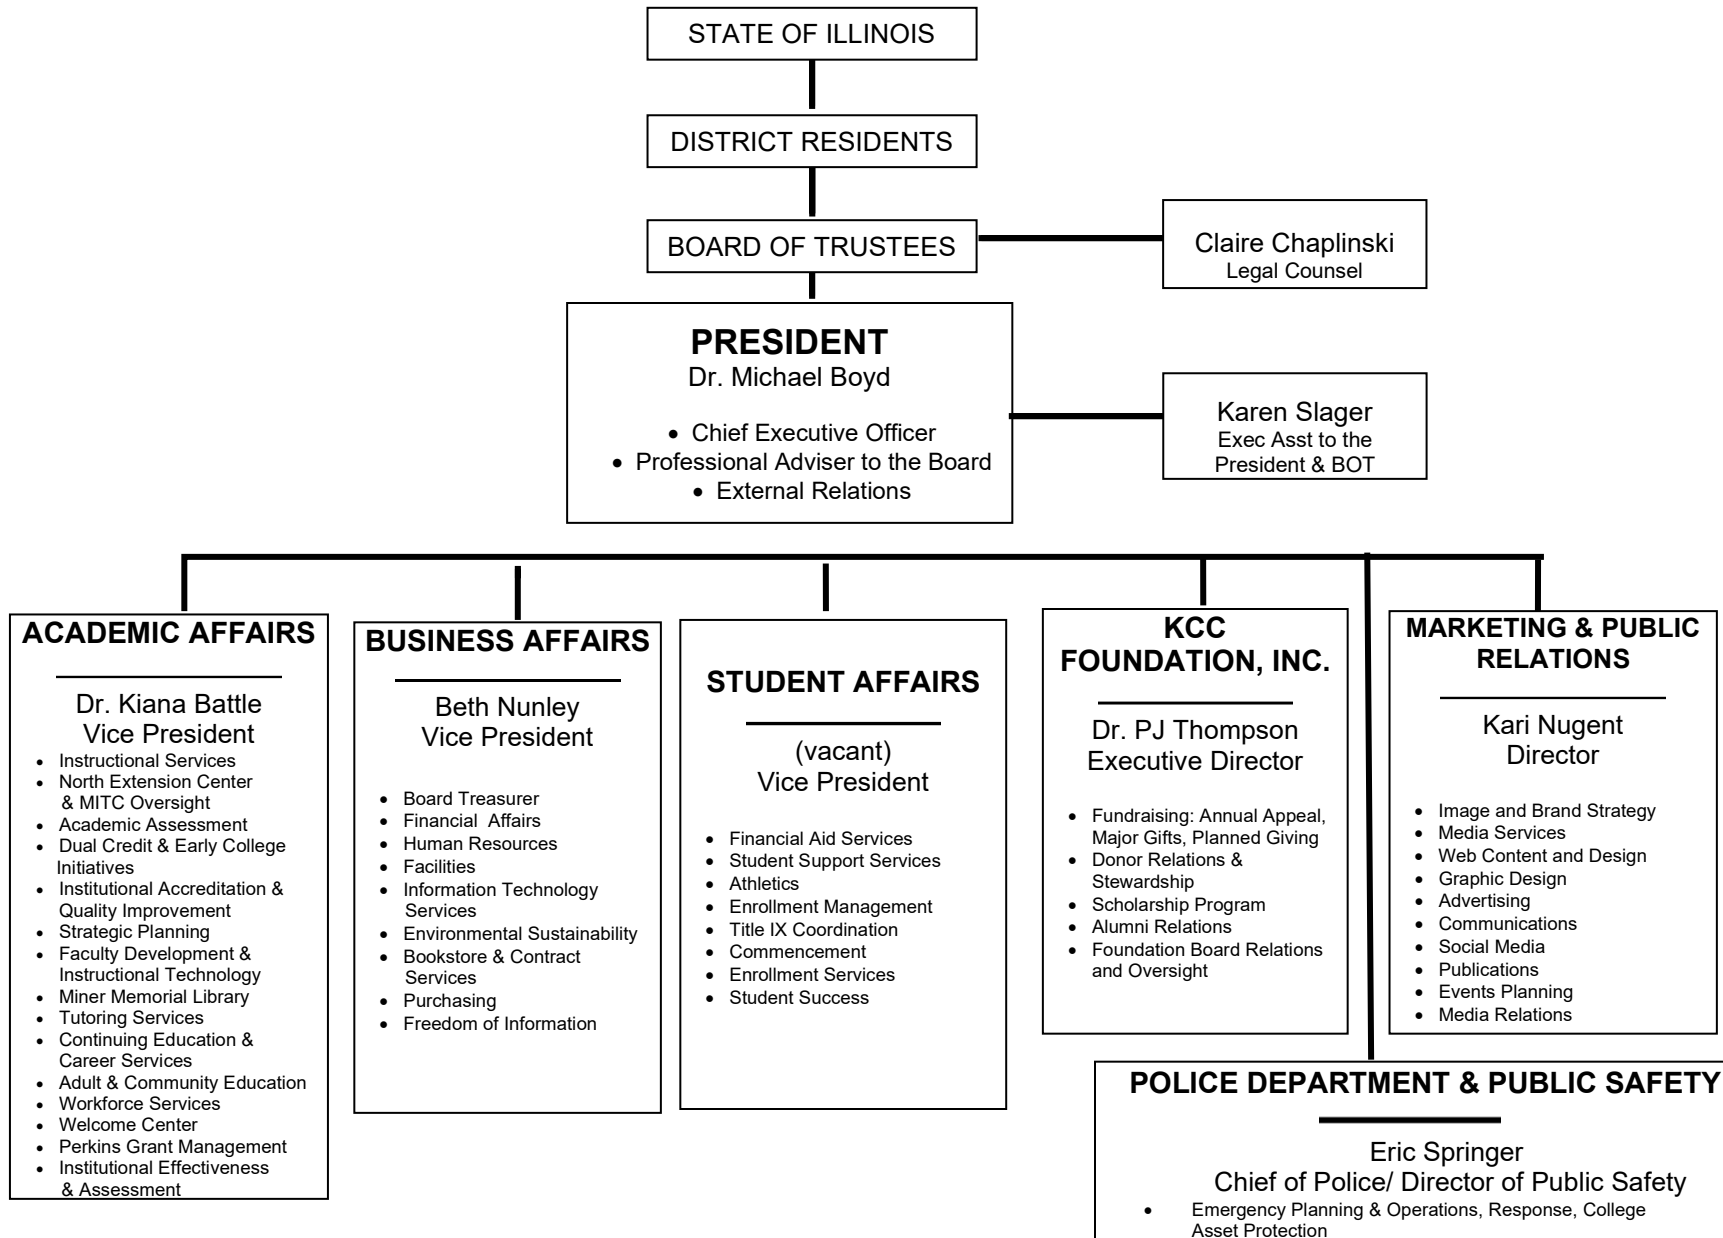 STATE OF ILLINOIS
DISTRICT RESIDENTS
BOARD OF TRUSTEES
Claire Chaplinski
Legal Counsel
PRESIDENT
Dr. Michael Boyd
• Chief Executive Officer
• Professional Adviser to the Board
• External Relations
Karen Slager
Exec Asst to the
President & BOT
ACADEMIC AFFAIRS
Dr. Kiana Battle
Vice President
• Instructional Services
• North Extension Center
& MITC Oversight
• Academic Assessment
• Dual Credit & Early College
Initiatives
• Institutional Accreditation &
Quality Improvement
• Strategic Planning
• Faculty Development &
Instructional Technology
• Miner Memorial Library
• Tutoring Services
• Continuing Education &
Career Services
• Adult & Community Education
• Workforce Services
• Welcome Center
• Perkins Grant Management
• Institutional Effectiveness
& Assessment
BUSINESS AFFAIRS
Beth Nunley
Vice President
• Board Treasurer
• Financial Affairs
• Human Resources
• Facilities
• Information Technology
Services
• Environmental Sustainability
• Bookstore & Contract
Services
• Purchasing
• Freedom of Information
STUDENT AFFAIRS
(vacant)
Vice President
• Financial Aid Services
• Student Support Services
• Athletics
• Enrollment Management
• Title IX Coordination
• Commencement
• Enrollment Services
• Student Success
KCC
FOUNDATION, INC.
Dr. PJ Thompson
Executive Director
• Fundraising: Annual Appeal,
Major Gifts, Planned Giving
• Donor Relations &
Stewardship
• Scholarship Program
• Alumni Relations
• Foundation Board Relations
and Oversight
MARKETING & PUBLIC
RELATIONS
Kari Nugent
Director
• Image and Brand Strategy
• Media Services
• Web Content and Design
• Graphic Design
• Advertising
• Communications
• Social Media
• Publications
• Events Planning
• Media Relations
POLICE DEPARTMENT & PUBLIC SAFETY
Eric Springer
Chief of Police/ Director of Public Safety
• Emergency Planning & Operations, Response, College
Asset Protection